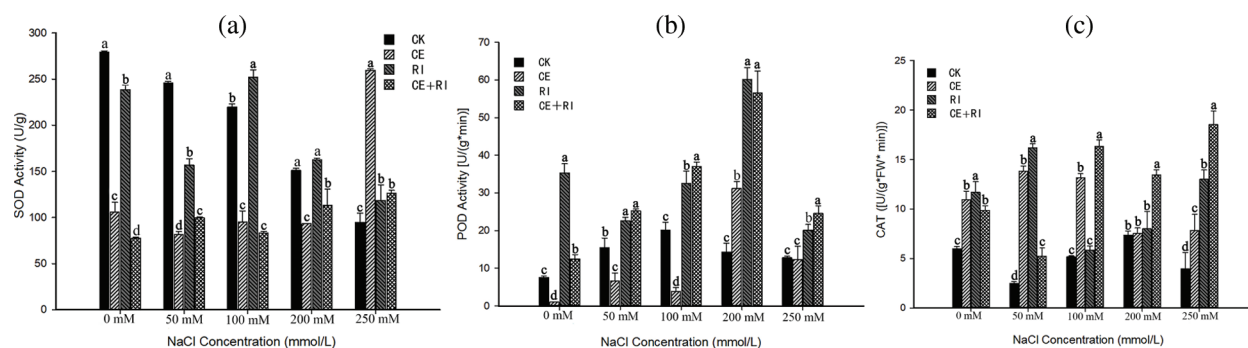 (a)
SOD Activity (U/g)
300
250
200
150
100
50
0
CK
CE
RI
CE+RI
a c b d
a d b c
b c a c
a c a b
c a b b
0 mM 50 mM 100 mM 200 mM 250 mM
NaCl Concentration (mmol/L)
(b)
POD Activity [U/(g*min)]
70
60
50
40
30
20
10
0
CK
CE
RI
CE+RI
c d a b
b c a a
c d b a
c b a a
c c b a
0 mM 50 mM 100 mM 200 mM 250 mM
NaCl Concentration (mmol/L)
(c)
CAT ([U/(g*FW* min)])
25
20
15
10
5
0
CK
CE
RI
CE+RI
c b a b
d b a c
c b c a
b b b a
d c b a
0 mM 50 mM 100 mM 200 mM 250 mM
NaCl Concentration (mmol/L)